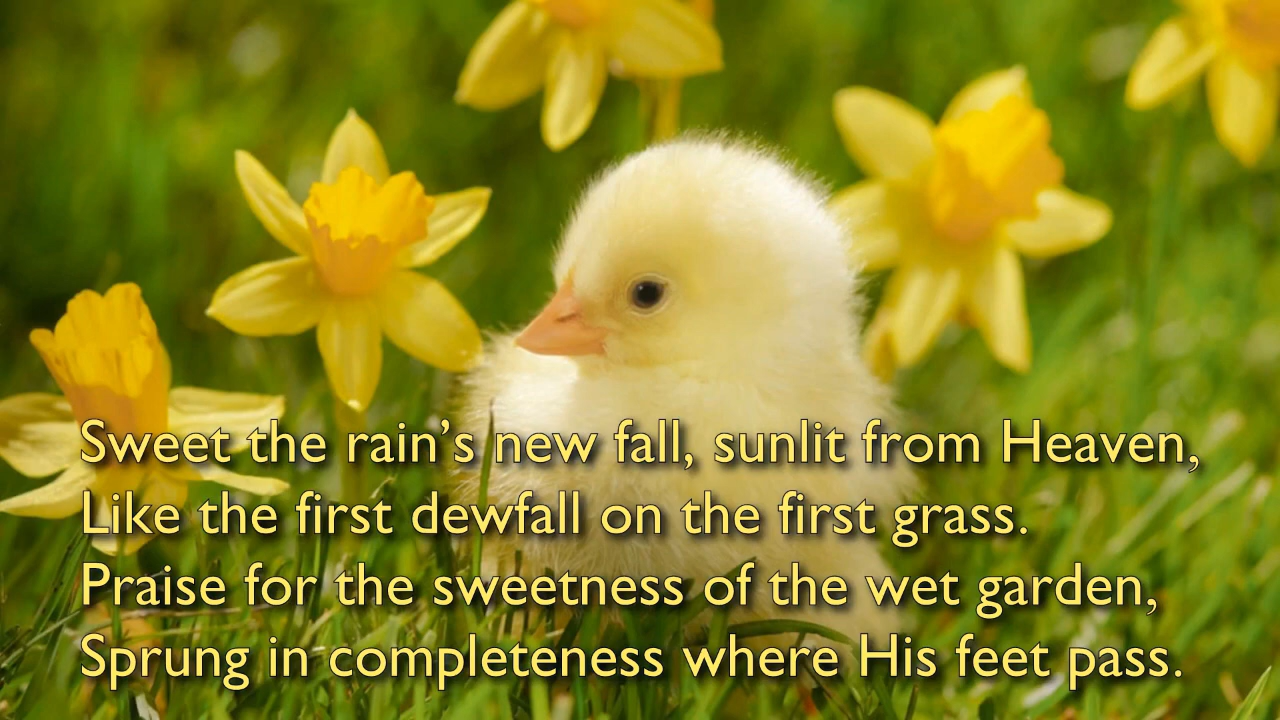 Sweet the rain’s new fall, sunlit from Heaven,
Like the first dewfall on the first grass.
Praise for the sweetness of the wet garden,
Sprung in completeness where His feet pass.